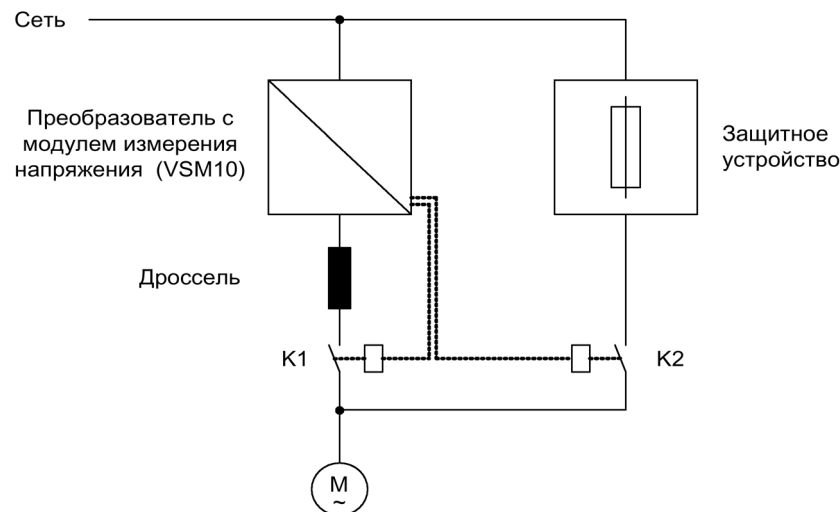 Сеть
Преобразователь с
модулем измерения
напряжения (VSM10)
Защитное
устройство
Дроссель
K1
K2
M
~